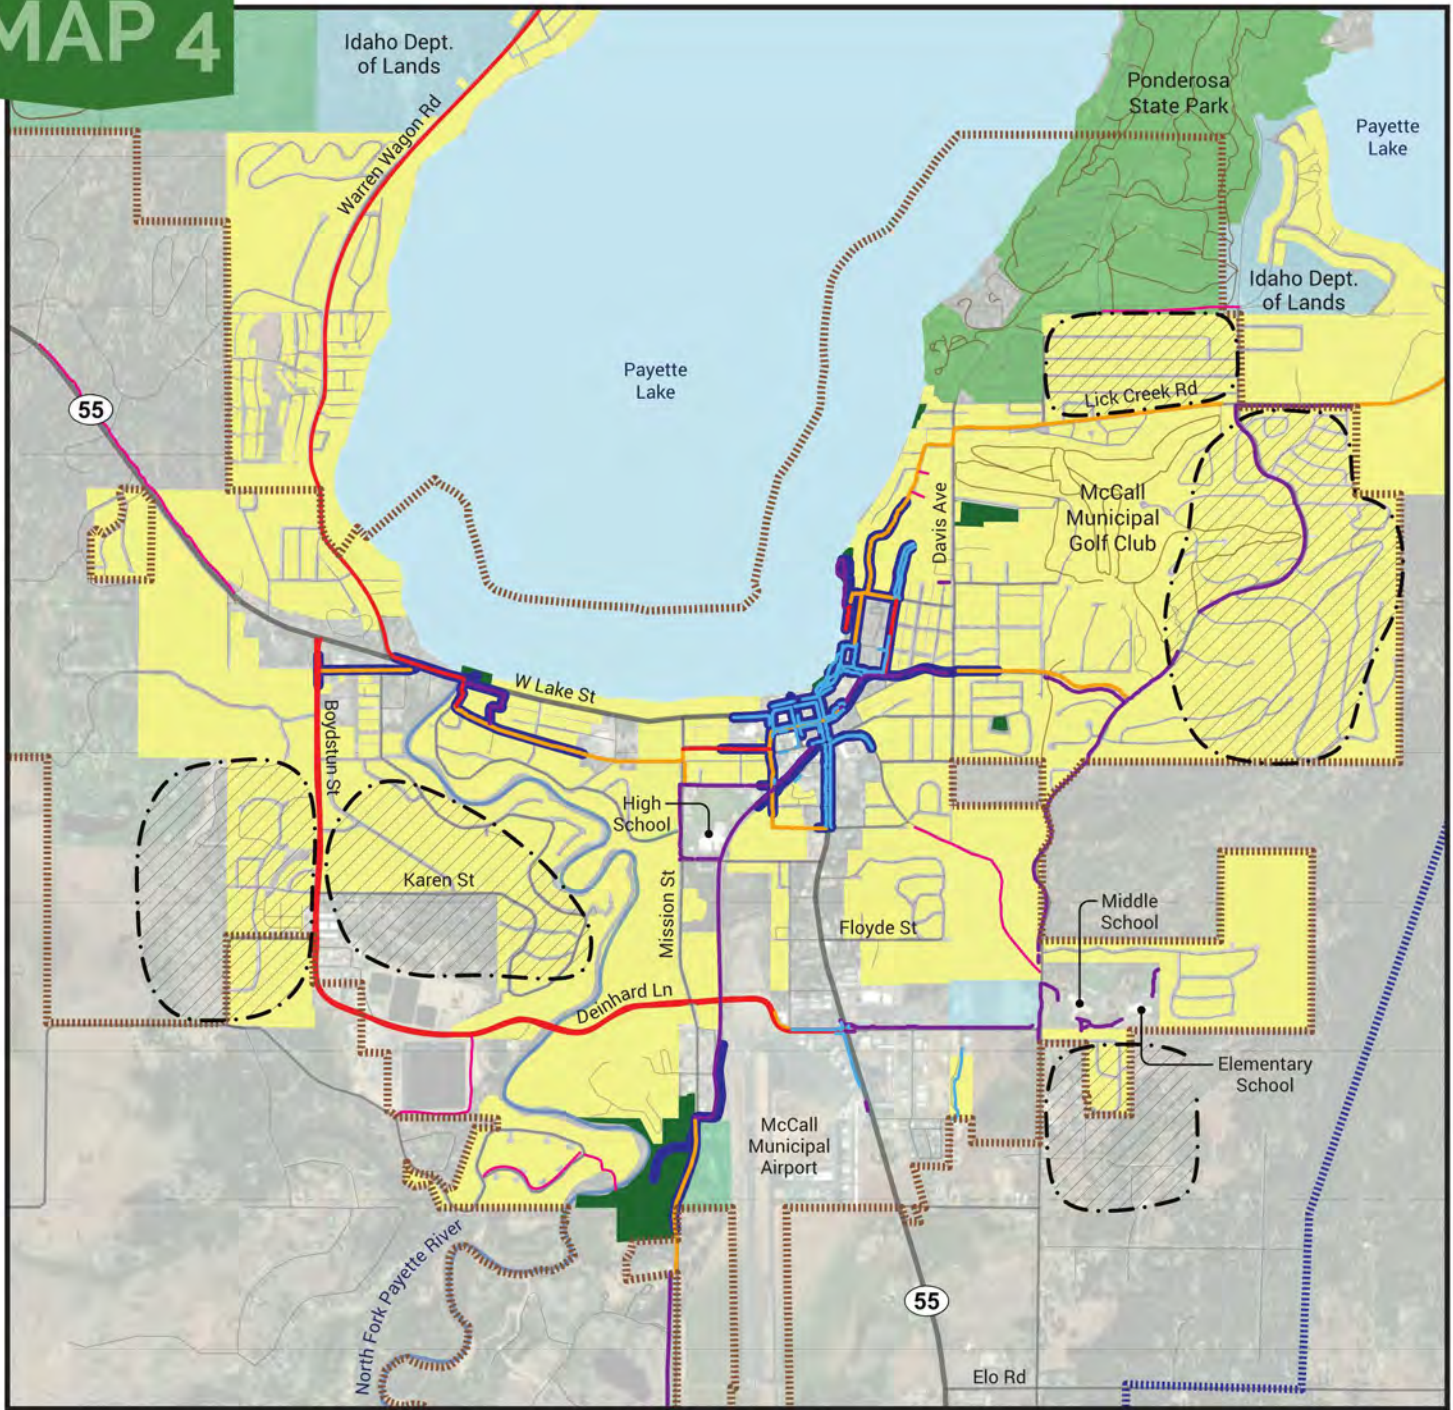 MAP 4
Idaho Dept.
of Lands
Warren Wagon Rd
Ponderosa
State Park
Payette
Lake
Idaho Dept.
of Lands
55
Payette
Lake
Lick Creek Rd
McCall
Municipal
Golf Club
Davis Ave
W Lake St
Boydstun St
High
School
Karen St
Mission St
Floyde St
Middle
School
Deinhard Ln
Elementary
School
McCall
Municipal
Airport
North Fork Payette River
55
Elo Rd